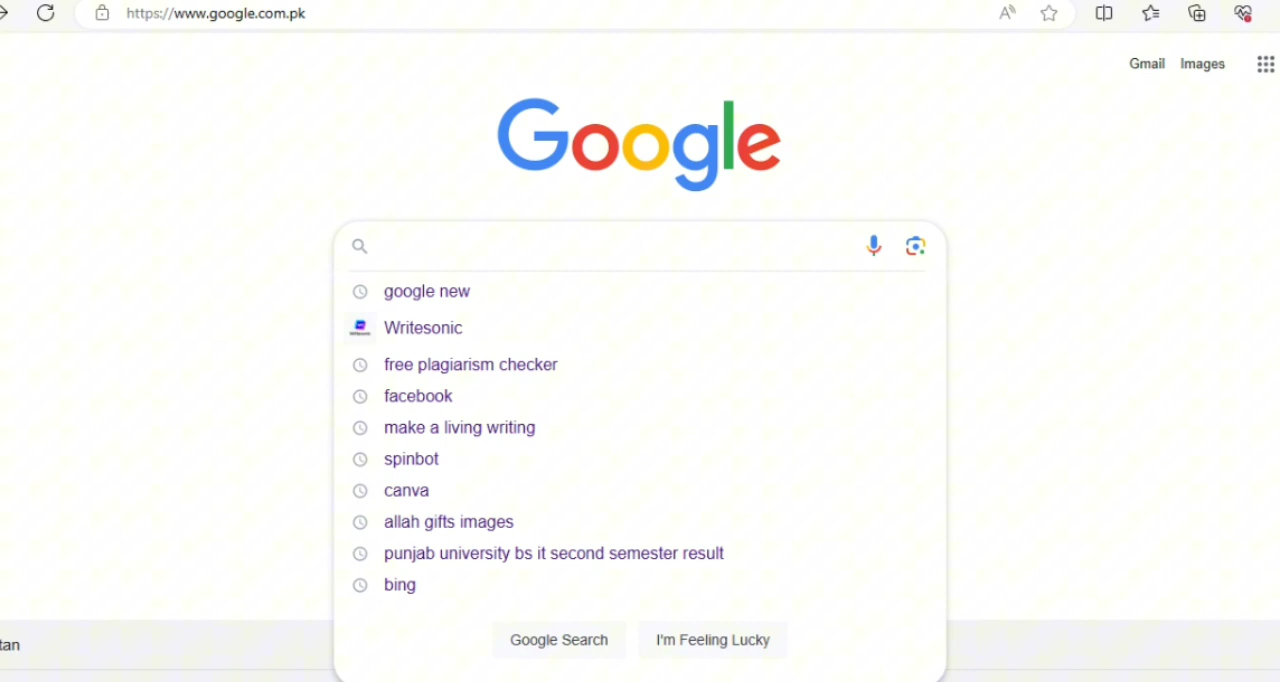 https://www.google.com.pk
Gmail Images
Google
google new
Writesonic
free plagiarism checker
facebook
make a living writing
spinbot
canva
allah gifts images
punjab university bs it second semester result
bing
Google Search I'm Feeling Lucky
tan